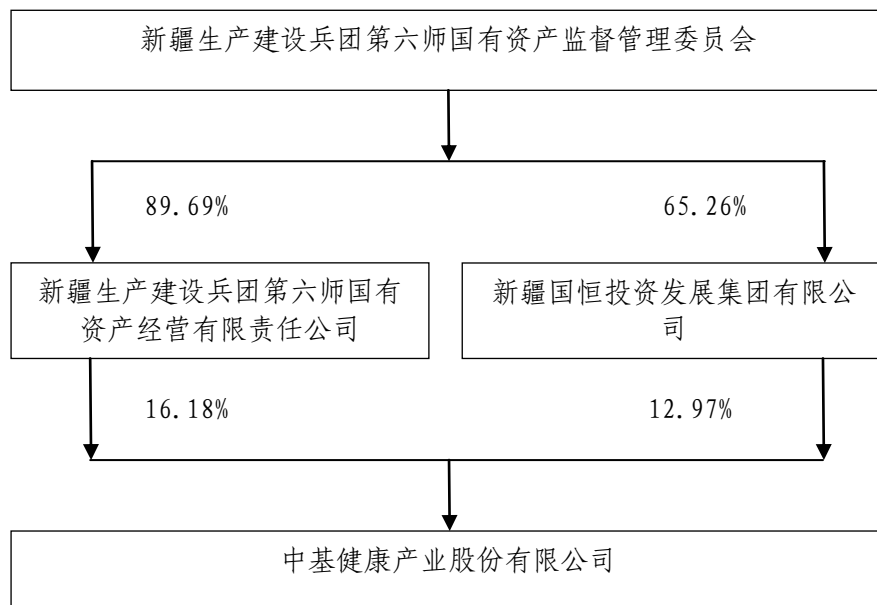 新疆生产建设兵团第六师国有资产监督管理委员会
89.69%
65.26%
新疆生产建设兵团第六师国有
资产经营有限责任公司
新疆国恒投资发展集团有限公
司
16.18%
12.97%
中基健康产业股份有限公司